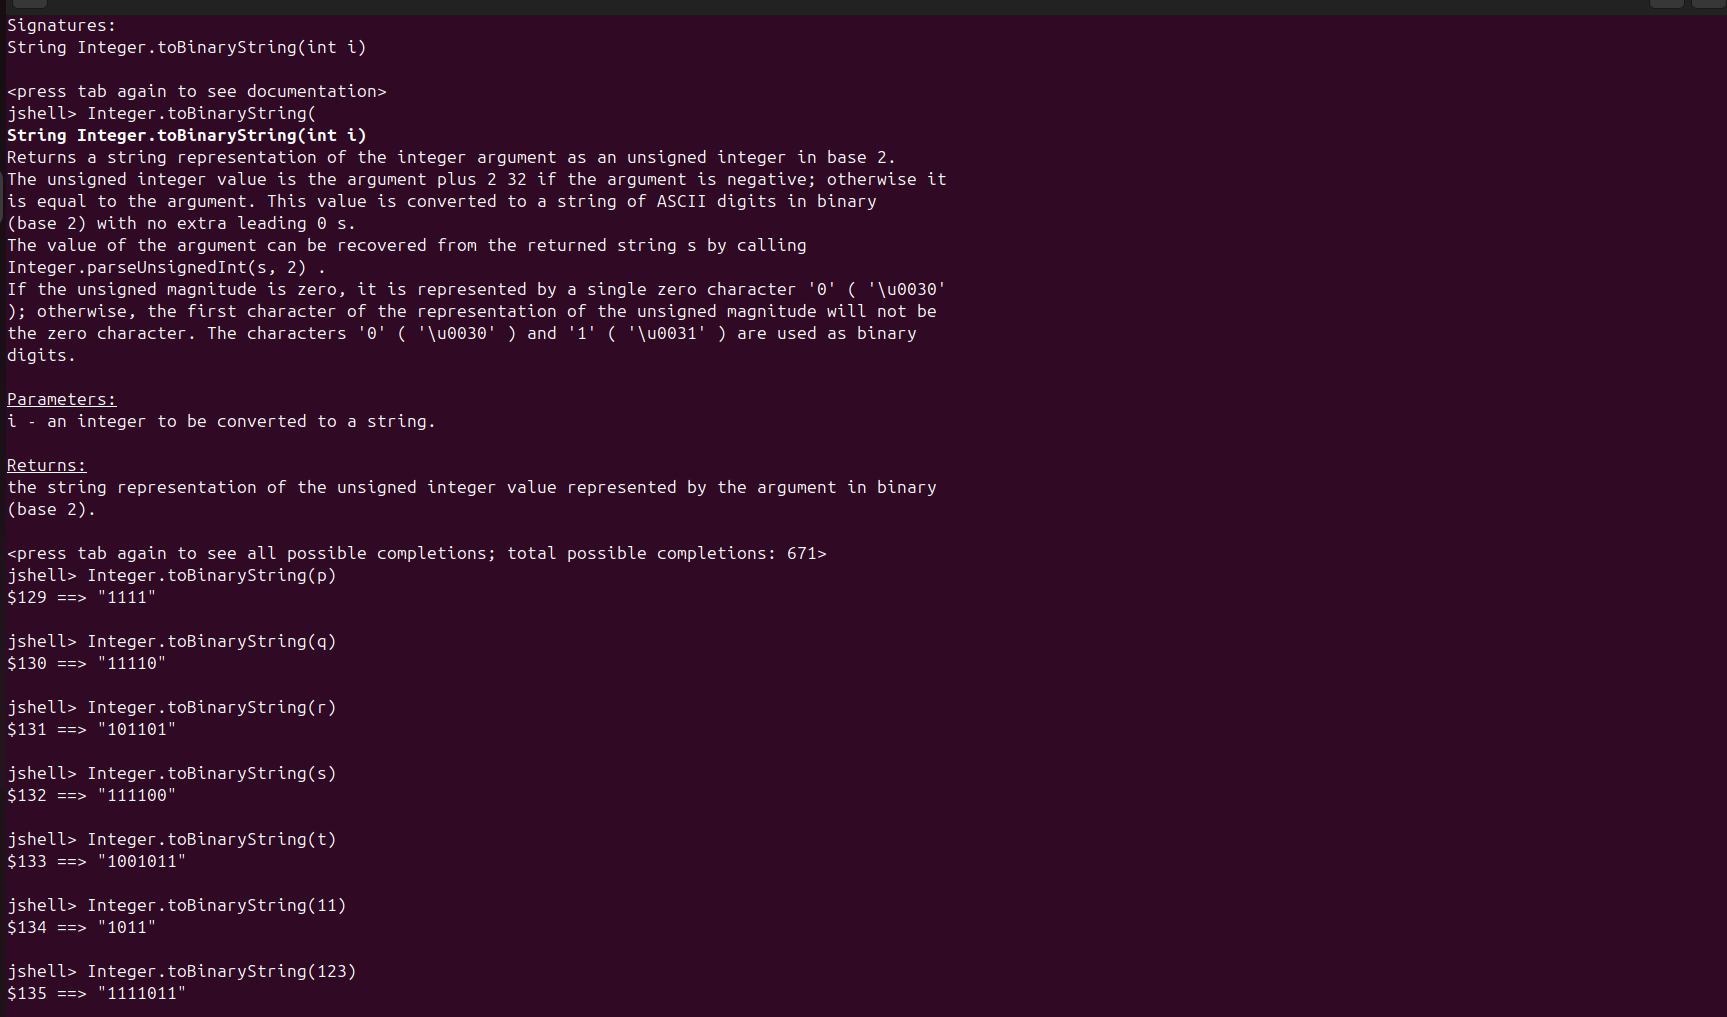 Signatures:
String Integer.toBinaryString(int i)
<press tab again to see documentation>
jshell> Integer.toBinaryString(
String Integer.toBinaryString(int i)
Returns a string representation of the integer argument as an unsigned integer in base 2.
The unsigned integer value is the argument plus 2 32 if the argument is negative; otherwise it
is equal to the argument. This value is converted to a string of ASCII digits in binary
(base 2) with no extra leading 0 s.
The value of the argument can be recovered from the returned string s by calling
Integer.parseUnsignedInt(s, 2) .
If the unsigned magnitude is zero, it is represented by a single zero character '0' ( '\u0030'
); otherwise, the first character of the representation of the unsigned magnitude will not be
the zero character. The characters '0' ( '\u0030' ) and '1' ( '\u0031' ) are used as binary
digits.
Parameters:
i - an integer to be converted to a string.
Returns:
the string representation of the unsigned integer value represented by the argument in binary
(base 2).
<press tab again to see all possible completions; total possible completions: 671>
jshell> Integer.toBinaryString(p)
$129 ==> "1111"
jshell> Integer.toBinaryString(q)
$130 ==> "11110"
jshell> Integer.toBinaryString(r)
$131 ==> "101101"
jshell> Integer.toBinaryString(s)
$132 ==> "111100"
jshell> Integer.toBinaryString(t)
$133 ==> "1001011"
jshell> Integer.toBinaryString(11)
$134 ==> "1011"
jshell> Integer.toBinaryString(123)
$135 ==> "1111011"